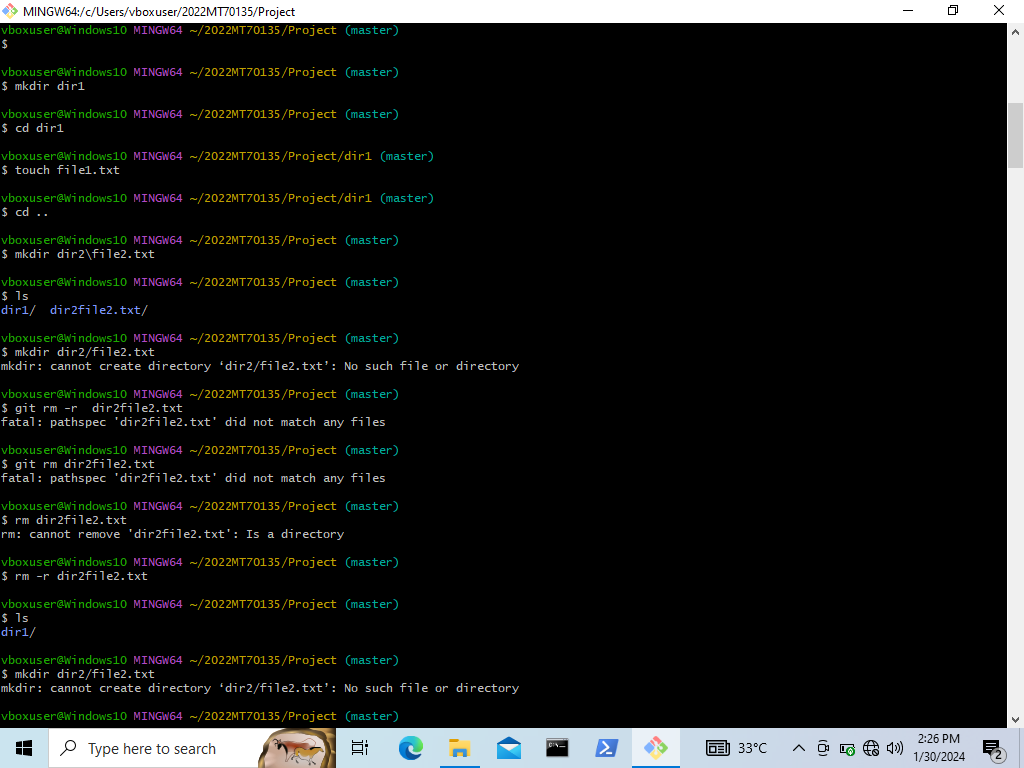 MINGW64:/c/Users/vboxuser/2022MT70135/Project
vboxuser@Windows10 MINGW64 ~/2022MT70135/Project (master)
$
vboxuser@Windows10 MINGW64 ~/2022MT70135/Project (master)
$ mkdir dir1
vboxuser@Windows10 MINGW64 ~/2022MT70135/Project (master)
$ cd dir1
vboxuser@Windows10 MINGW64 ~/2022MT70135/Project/dir1 (master)
$ touch file1.txt
vboxuser@Windows10 MINGW64 ~/2022MT70135/Project/dir1 (master)
$ cd ..
vboxuser@Windows10 MINGW64 ~/2022MT70135/Project (master)
$ mkdir dir2\file2.txt
vboxuser@Windows10 MINGW64 ~/2022MT70135/Project (master)
$ ls
dir1/  dir2file2.txt/
vboxuser@Windows10 MINGW64 ~/2022MT70135/Project (master)
$ mkdir dir2/file2.txt
mkdir: cannot create directory ‘dir2/file2.txt’: No such file or directory
vboxuser@Windows10 MINGW64 ~/2022MT70135/Project (master)
$ git rm -r  dir2file2.txt
fatal: pathspec 'dir2file2.txt' did not match any files
vboxuser@Windows10 MINGW64 ~/2022MT70135/Project (master)
$ git rm dir2file2.txt
fatal: pathspec 'dir2file2.txt' did not match any files
vboxuser@Windows10 MINGW64 ~/2022MT70135/Project (master)
$ rm dir2file2.txt
rm: cannot remove 'dir2file2.txt': Is a directory
vboxuser@Windows10 MINGW64 ~/2022MT70135/Project (master)
$ rm -r dir2file2.txt
vboxuser@Windows10 MINGW64 ~/2022MT70135/Project (master)
$ ls
dir1/
vboxuser@Windows10 MINGW64 ~/2022MT70135/Project (master)
$ mkdir dir2/file2.txt
mkdir: cannot create directory ‘dir2/file2.txt’: No such file or directory
vboxuser@Windows10 MINGW64 ~/2022MT70135/Project (master)
Type here to search
33°C
2:26 PM
1/30/2024
2